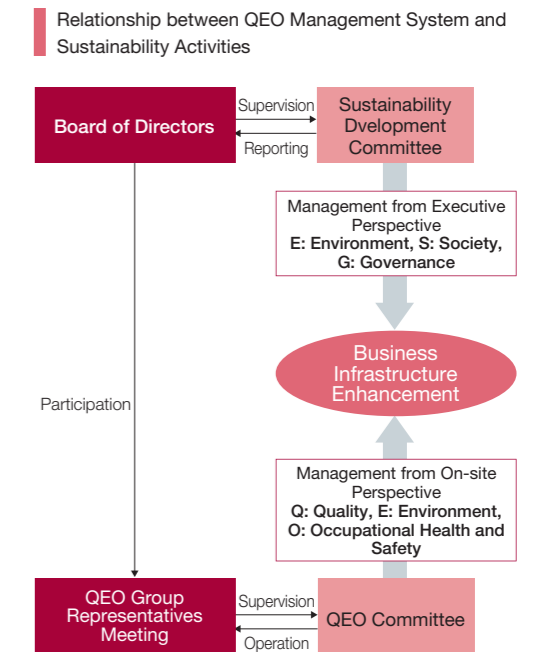 Relationship between QEO Management System and
Sustainability Activities
Board of Directors
Supervision
Reporting
Sustainability
Dvelopment
Committee
Management from Executive
Perspective
E: Environment, S: Society,
G: Governance
Business
Infrastructure
Enhancement
Participation
Management from On-site
Perspective
Q: Quality, E: Environment,
O: Occupational Health and
Safety
QEO Group
Representatives
Meeting
Supervision
Operation
QEO Committee